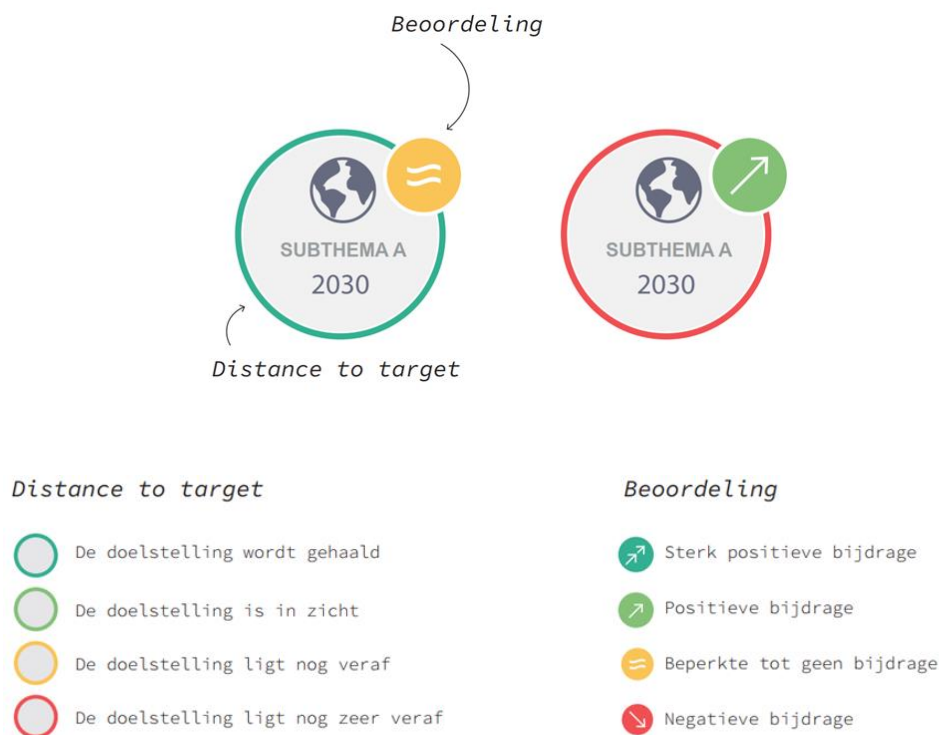 Beoordeling
SUBTHEMA A
2030
SUBTHEMA A
2030
Distance to target
Distance to target
De doelstelling wordt gehaald
De doelstelling is in zicht
De doelstelling ligt nog veraf
De doelstelling ligt nog zeer veraf
Beoordeling
Sterk positieve bijdrage
Positieve bijdrage
Beperkte tot geen bijdrage
Negatieve bijdrage